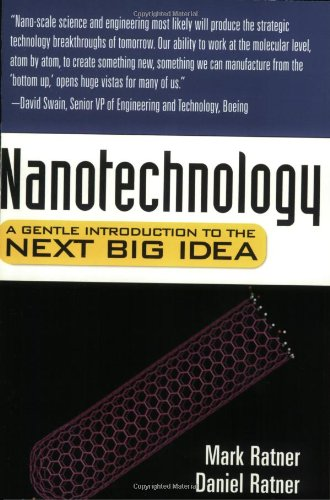 "Nano-scale science and engineering most likely will produce the strategic
technology breakthroughs of tomorrow. Our ability to work at the molecular level,
atom by atom, to create something new, something we can manufacture from the
'bottom up,' opens huge vistas for many of us."
—David Swain, Senior VP of Engineering and Technology, Boeing
Nanotechnology
A GENTLE INTRODUCTION TO THE
NEXT BIG IDEA
Mark Ratner
Daniel Ratner